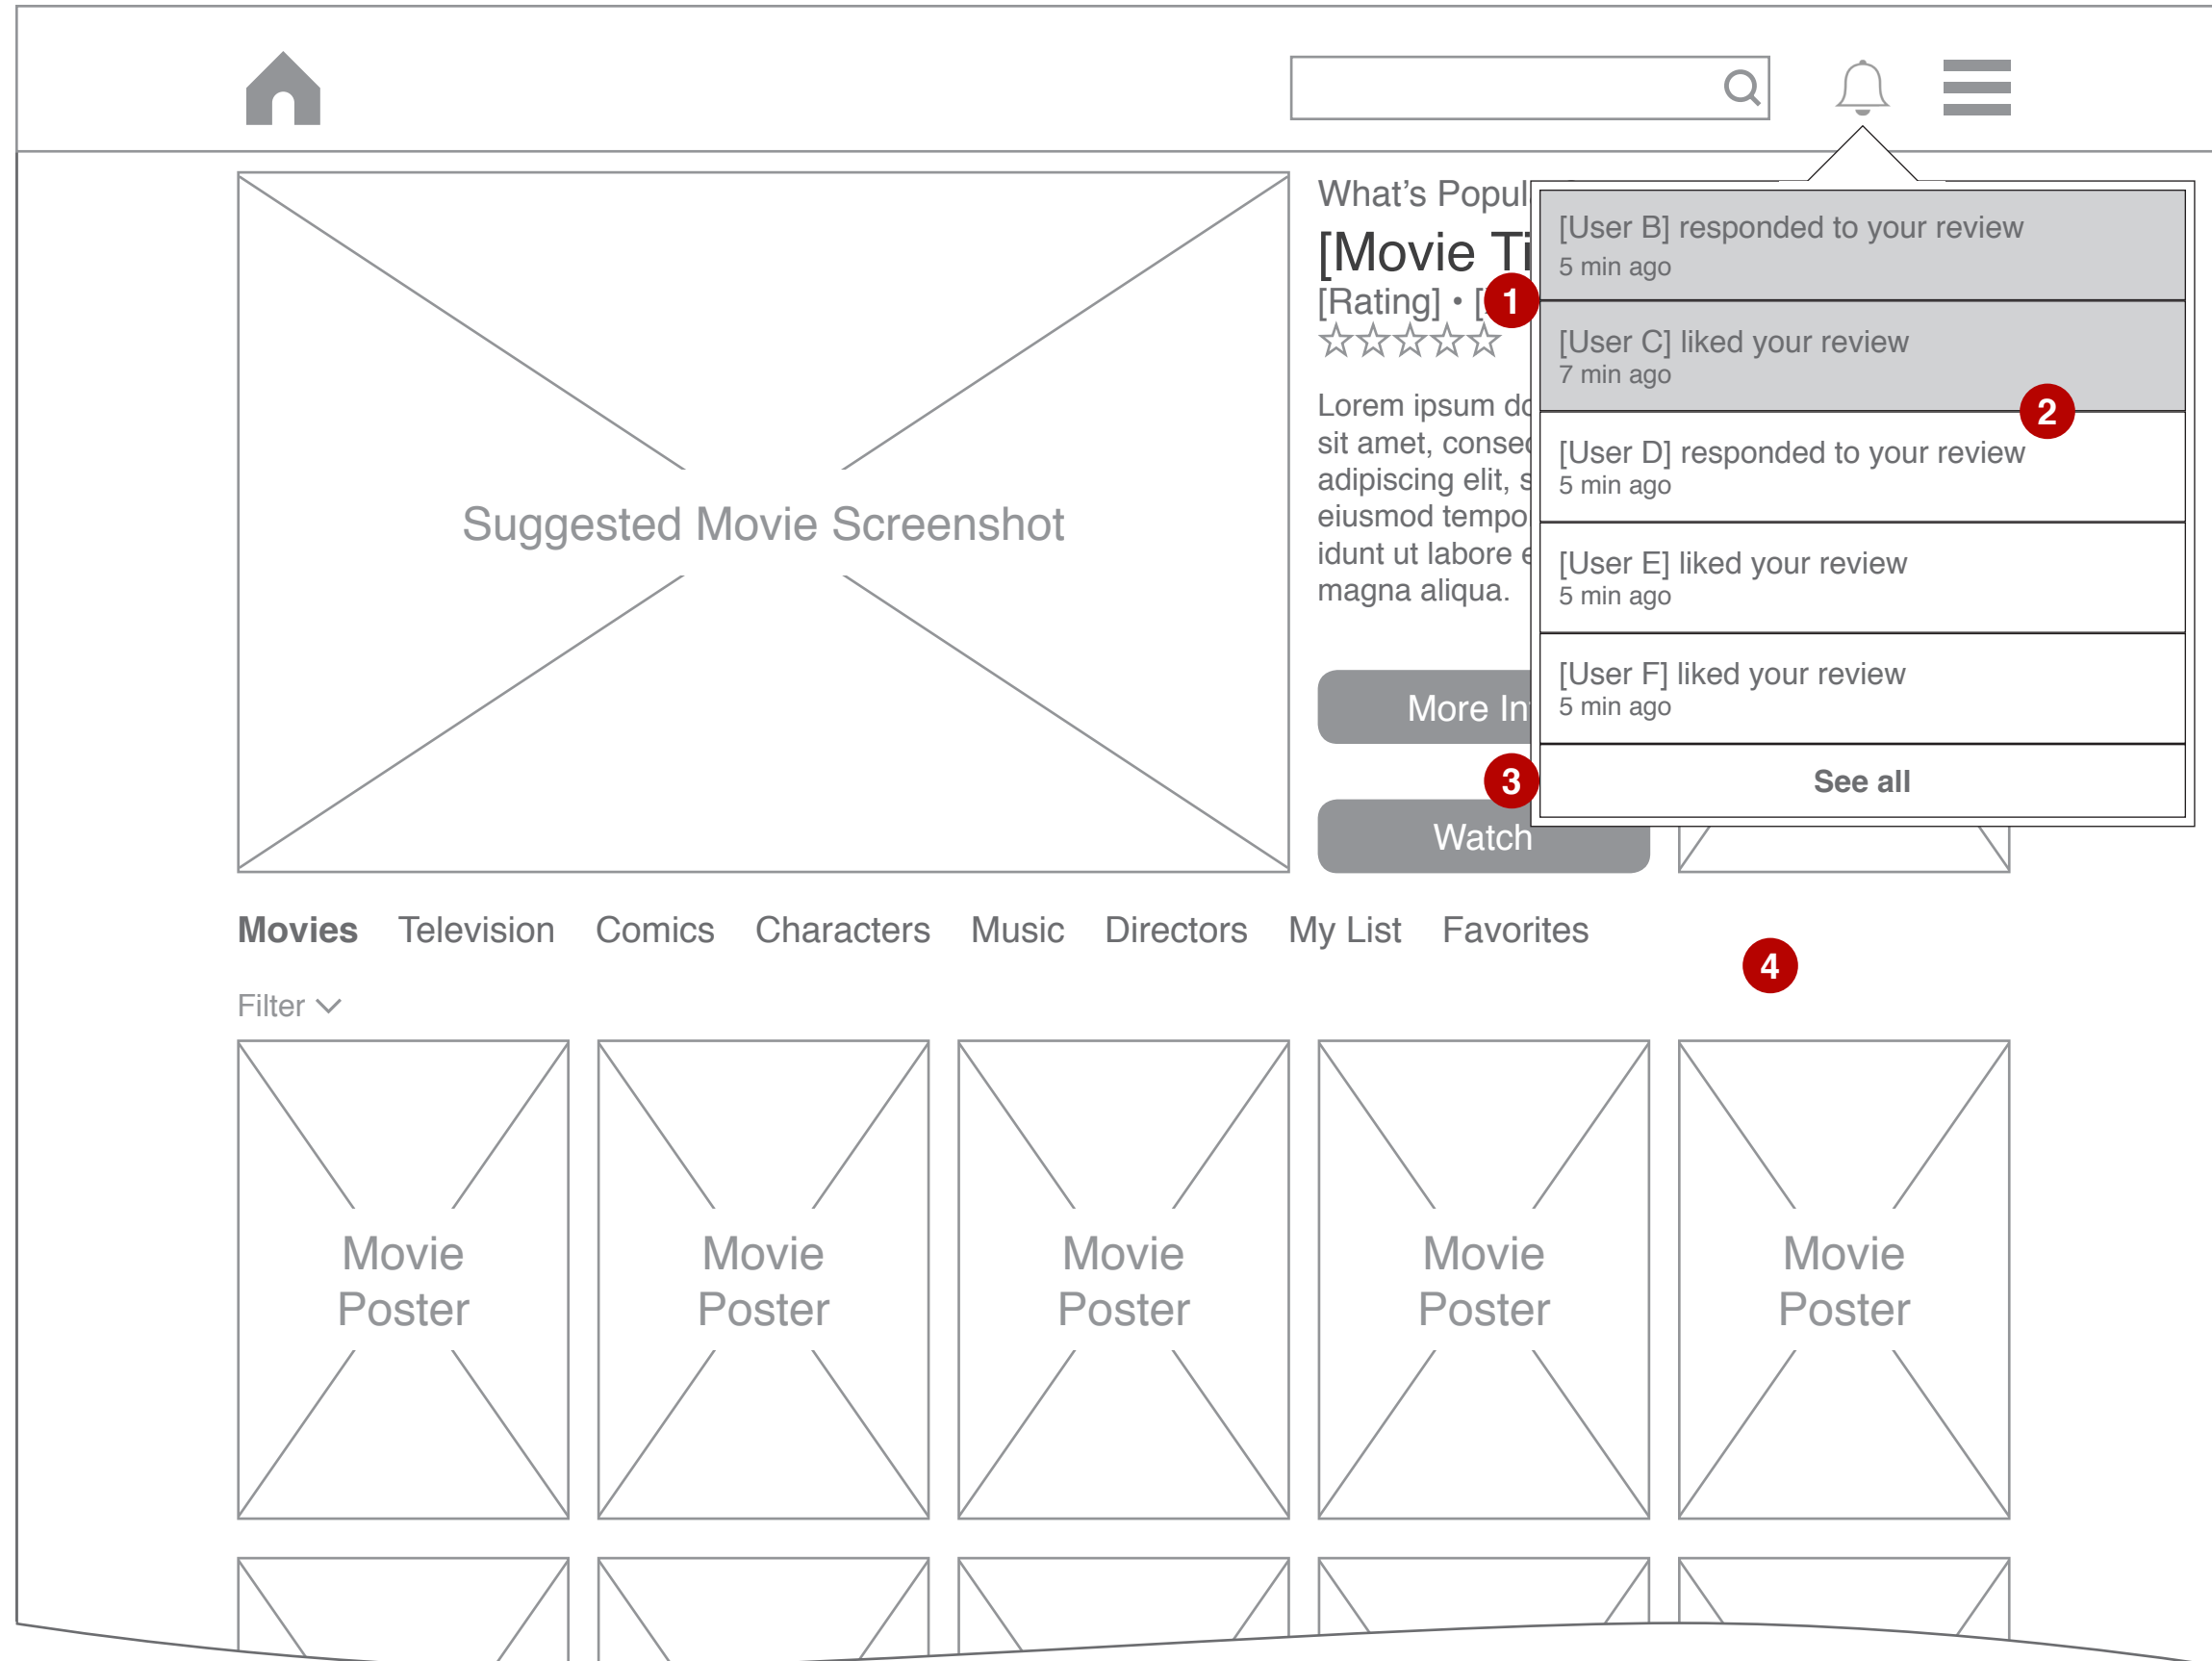 What's Popul
[Movie Ti
[Rating] • [
1
Lorem ipsum do
sit amet, consec
adipiscing elit, s
eiusmod tempo
idunt ut labore e
magna aliqua.
More In
3
Watch
[User B] responded to your review
5 min ago
[User C] liked your review
7 min ago
2
[User D] responded to your review
5 min ago
[User E] liked your review
5 min ago
[User F] liked your review
5 min ago
See all
Suggested Movie Screenshot
Movies Television Comics Characters Music Directors My List Favorites
4
Filter
Movie
Poster
Movie
Poster
Movie
Poster
Movie
Poster
Movie
Poster